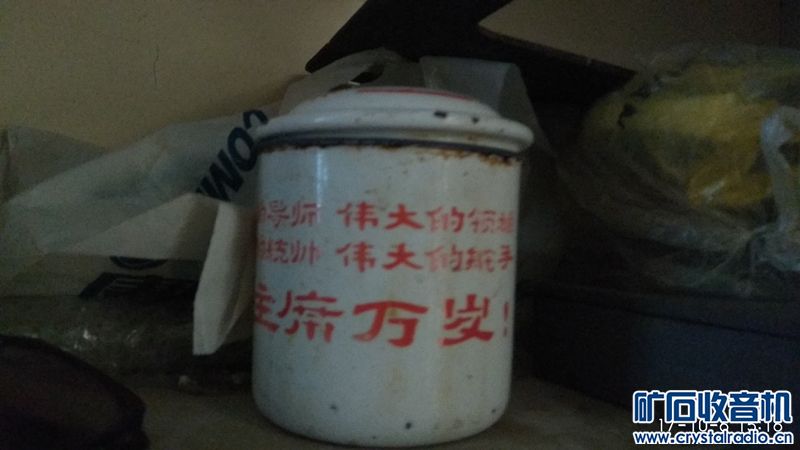 导师 伟大的领袖
统帅 伟大的舵手
主席万岁!
COM
矿石收音机
www.crystalradio.cn